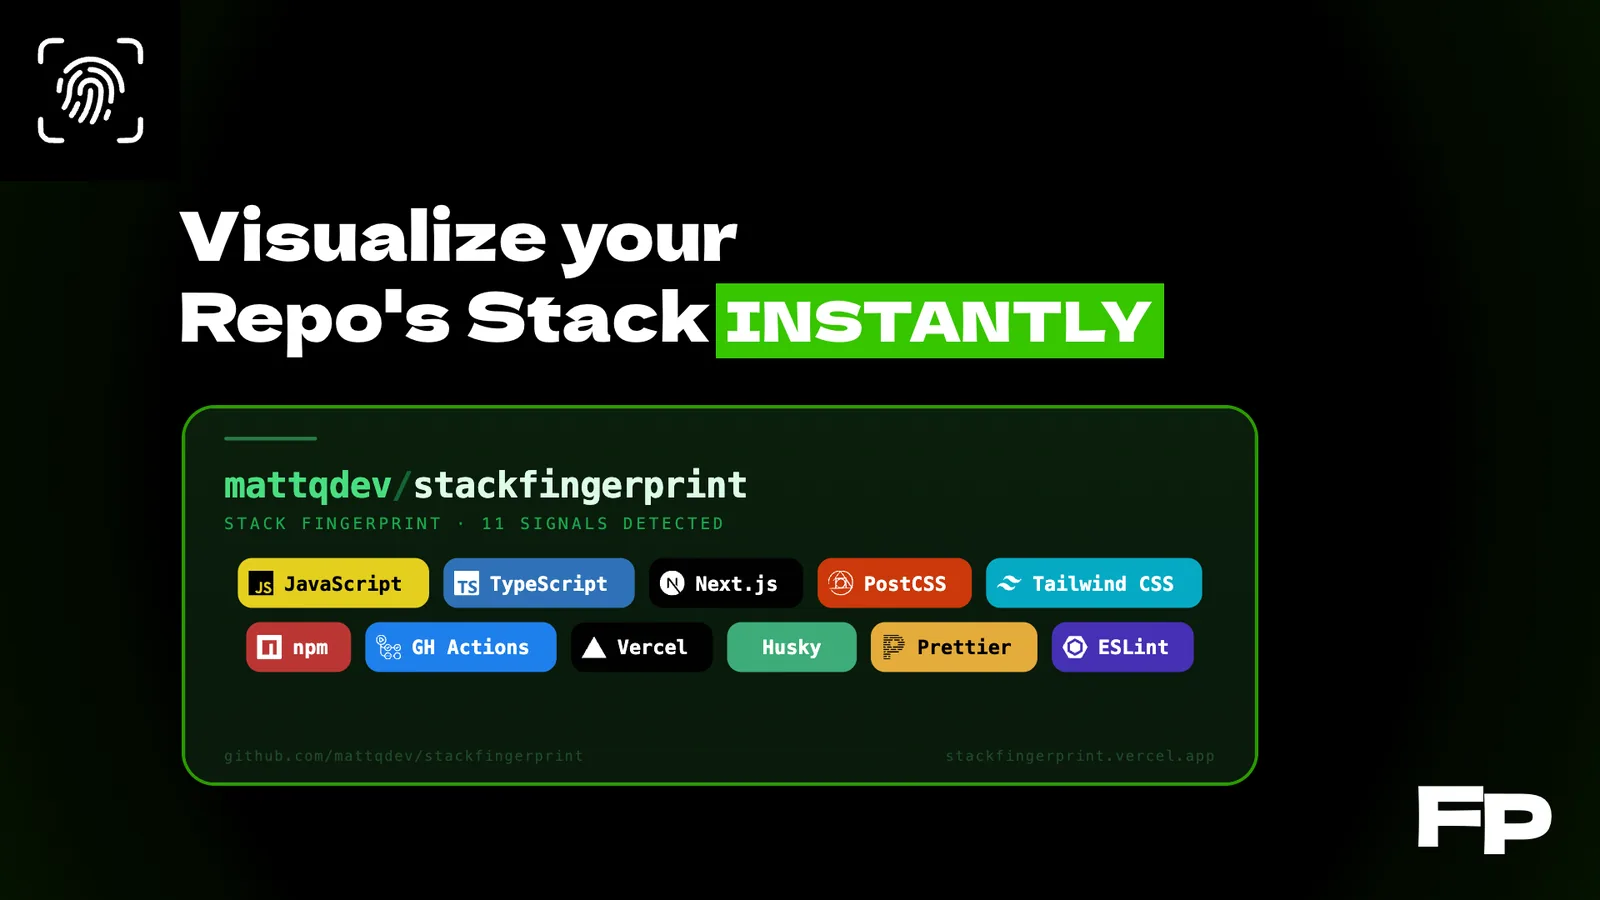 Visualize your
Repo's Stack INSTANTLY
mattqdev/stackfingerprint
STACK FINGERPRINT · 11 SIGNALS DETECTED
JS JavaScript TS TypeScript N Next.js PostCSS Tailwind CSS
npm GH Actions Vercel Husky P Prettier ESLint
github.com/mattqdev/stackfingerprint stackfingerprint.vercel.app
FP